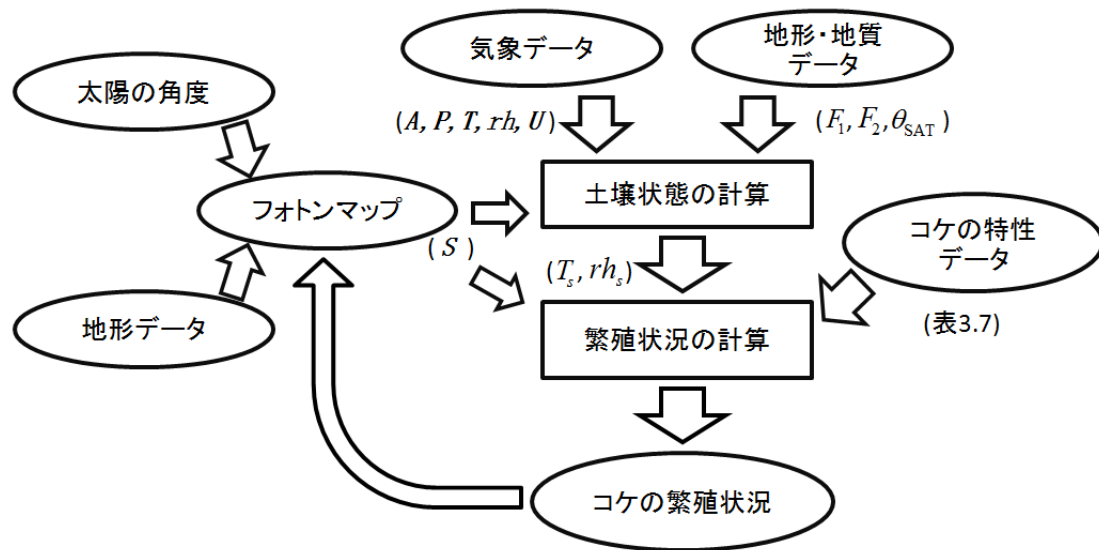 気象データ
地形・地質
データ
太陽の角度
(A, P, T, rh, U)
(F₁, F₂, θ_SAT)
フォトンマップ
土壌状態の計算
コケの特性
データ
(S)
(Tₛ, rhₛ)
地形データ
繁殖状況の計算
(表3.7)
コケの繁殖状況